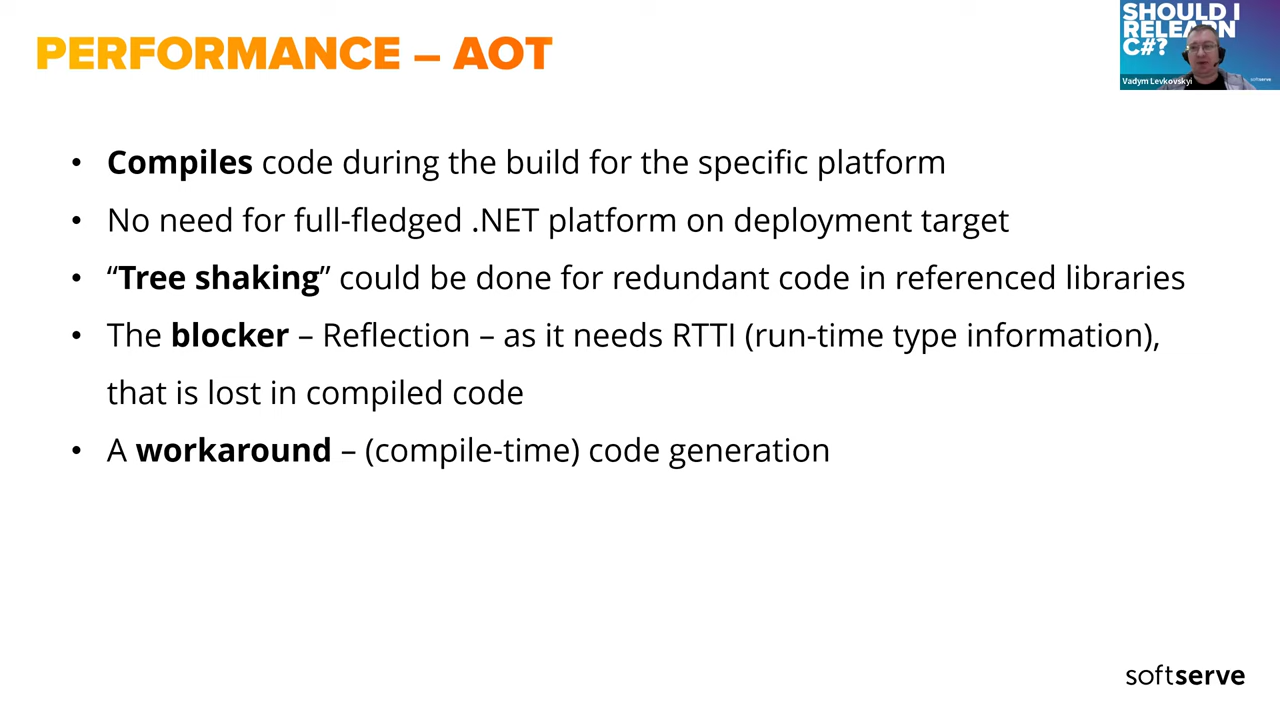 PERFORMANCE – AOT
SHOULD I
RELEARN
C#?
Vadym Levkovskyi
softserve
• Compiles code during the build for the specific platform
• No need for full-fledged .NET platform on deployment target
• “Tree shaking” could be done for redundant code in referenced libraries
• The blocker – Reflection – as it needs RTTI (run-time type information),
that is lost in compiled code
• A workaround – (compile-time) code generation
softserve